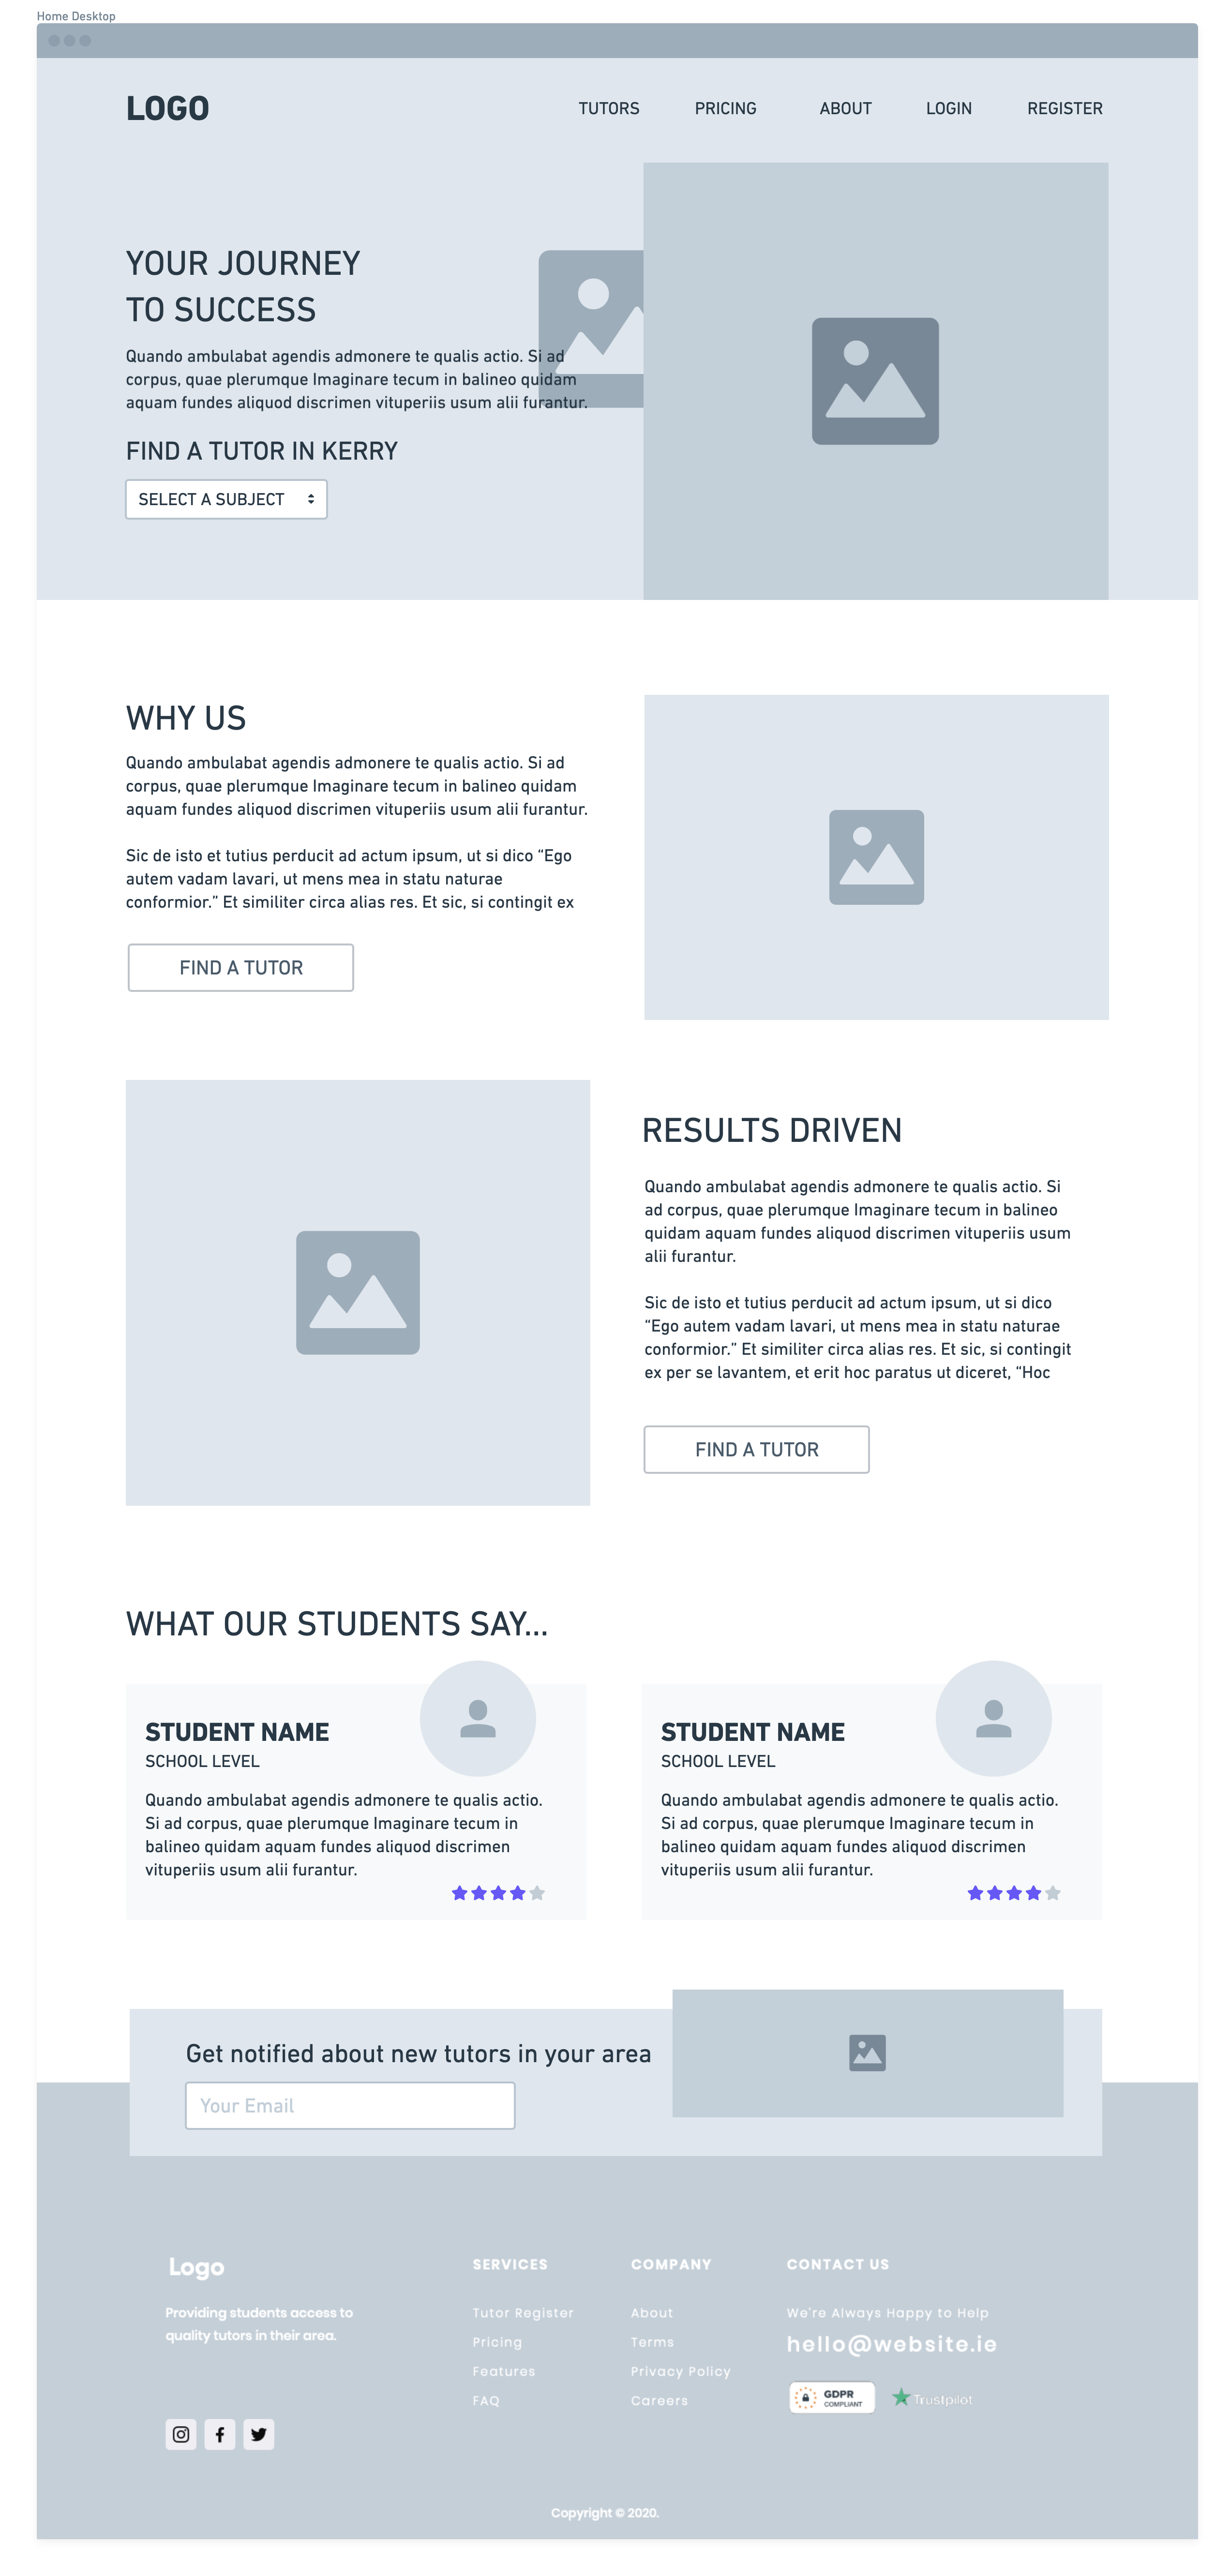 Home Desktop
LOGO
TUTORS PRICING ABOUT LOGIN REGISTER
YOUR JOURNEY
TO SUCCESS
Quando ambulabat agendis admonere te qualis actio. Si ad
corpus, quae plerumque Imaginare tecum in balineo quidam
aquam fundes aliquod discrimen vituperiis usum alii furantur.
FIND A TUTOR IN KERRY
SELECT A SUBJECT
WHY US
Quando ambulabat agendis admonere te qualis actio. Si ad
corpus, quae plerumque Imaginare tecum in balineo quidam
aquam fundes aliquod discrimen vituperiis usum alii furantur.
Sic de isto et tutius perducit ad actum ipsum, ut si dico “Ego
autem vadam lavari, ut mens mea in statu naturae
conformior.” Et similiter circa alias res. Et sic, si contingit ex
FIND A TUTOR
RESULTS DRIVEN
Quando ambulabat agendis admonere te qualis actio. Si
ad corpus, quae plerumque Imaginare tecum in balineo
quidam aquam fundes aliquod discrimen vituperiis usum
alii furantur.
Sic de isto et tutius perducit ad actum ipsum, ut si dico
“Ego autem vadam lavari, ut mens mea in statu naturae
conformior.” Et similiter circa alias res. Et sic, si contingit
ex per se lavantem, et erit hoc paratus ut diceret, “Hoc
FIND A TUTOR
WHAT OUR STUDENTS SAY...
STUDENT NAME
SCHOOL LEVEL
Quando ambulabat agendis admonere te qualis actio.
Si ad corpus, quae plerumque Imaginare tecum in
balineo quidam aquam fundes aliquod discrimen
vituperiis usum alii furantur.
STUDENT NAME
SCHOOL LEVEL
Quando ambulabat agendis admonere te qualis actio.
Si ad corpus, quae plerumque Imaginare tecum in
balineo quidam aquam fundes aliquod discrimen
vituperiis usum alii furantur.
Get notified about new tutors in your area
Your Email
Logo
Providing students access to
quality tutors in their area.
SERVICES
Tutor Register
Pricing
Features
FAQ
COMPANY
About
Terms
Privacy Policy
Careers
CONTACT US
We're Always Happy to Help
hello@website.ie
GDPR
COMPLIANT
Trustpilot
Copyright © 2020.